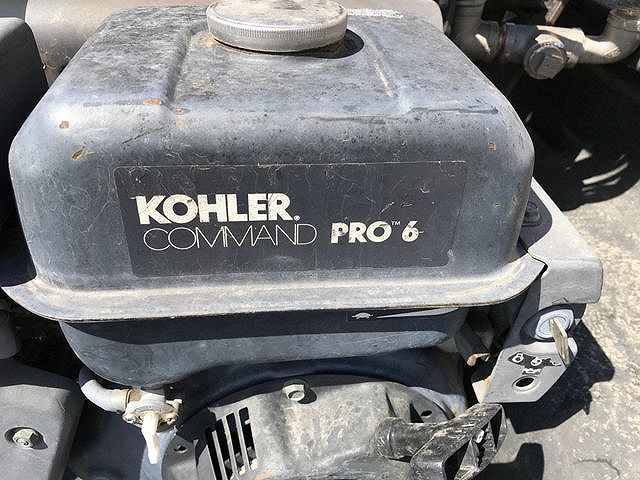 KOHLER.
COMMAND PRO™ 6